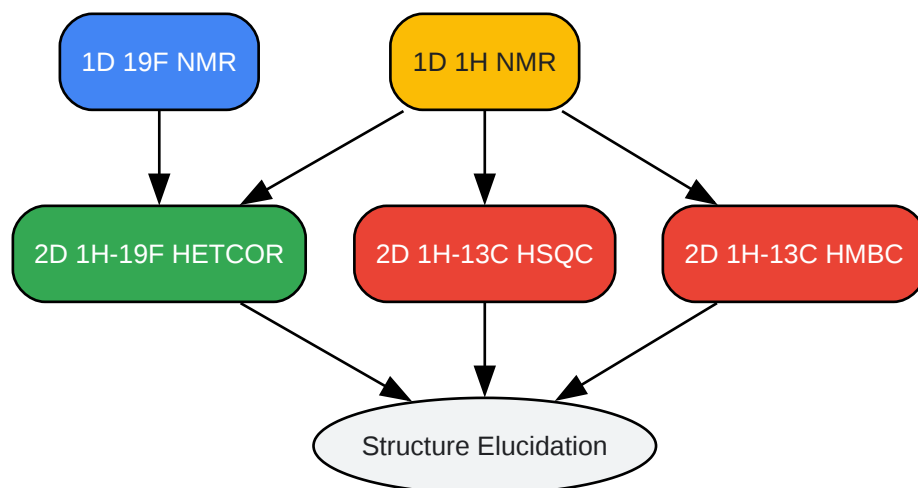 1D 19F NMR
1D 1H NMR
2D 1H-19F HETCOR
2D 1H-13C HSQC
2D 1H-13C HMBC
Structure Elucidation